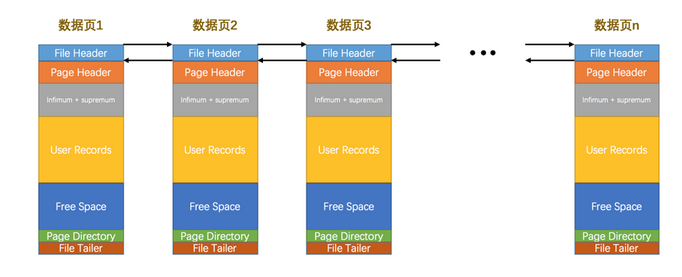 数据页1 数据页2 数据页3 数据页n
File Header File Header File Header ••• File Header
Page Header Page Header Page Header Page Header
Infimum + supremum Infimum + supremum Infimum + supremum Infimum + supremum
User Records User Records User Records User Records
Free Space Free Space Free Space Free Space
Page Directory Page Directory Page Directory Page Directory
File Tailer File Tailer File Tailer File Tailer